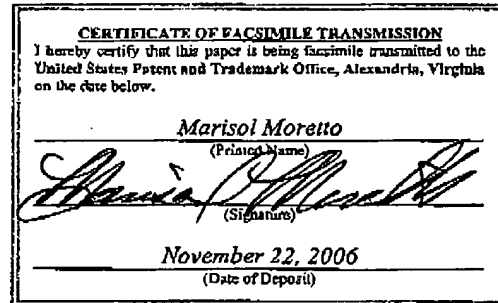 CERTIFICATE OF FACSIMILE TRANSMISSION
I hereby certify that this paper is being facsimile transmitted to the
United States Patent and Trademark Office, Alexandria, Virginia
on the date below.
Marisol Moretto
(Printed Name)
(Signature)
November 22, 2006
(Date of Deposit)